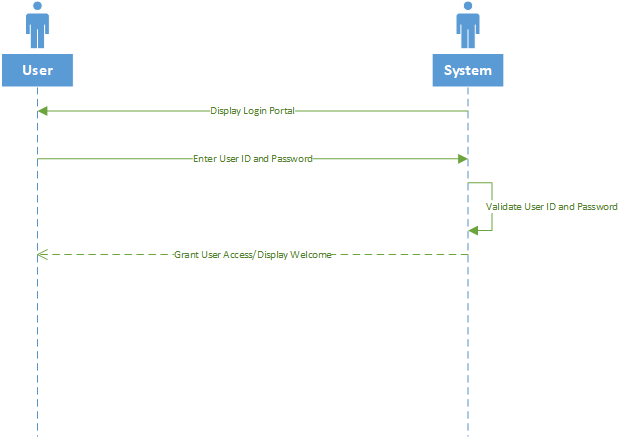 User
System
Display Login Portal
Enter User ID and Password
Validate User ID and Password
Grant User Access/Display Welcome